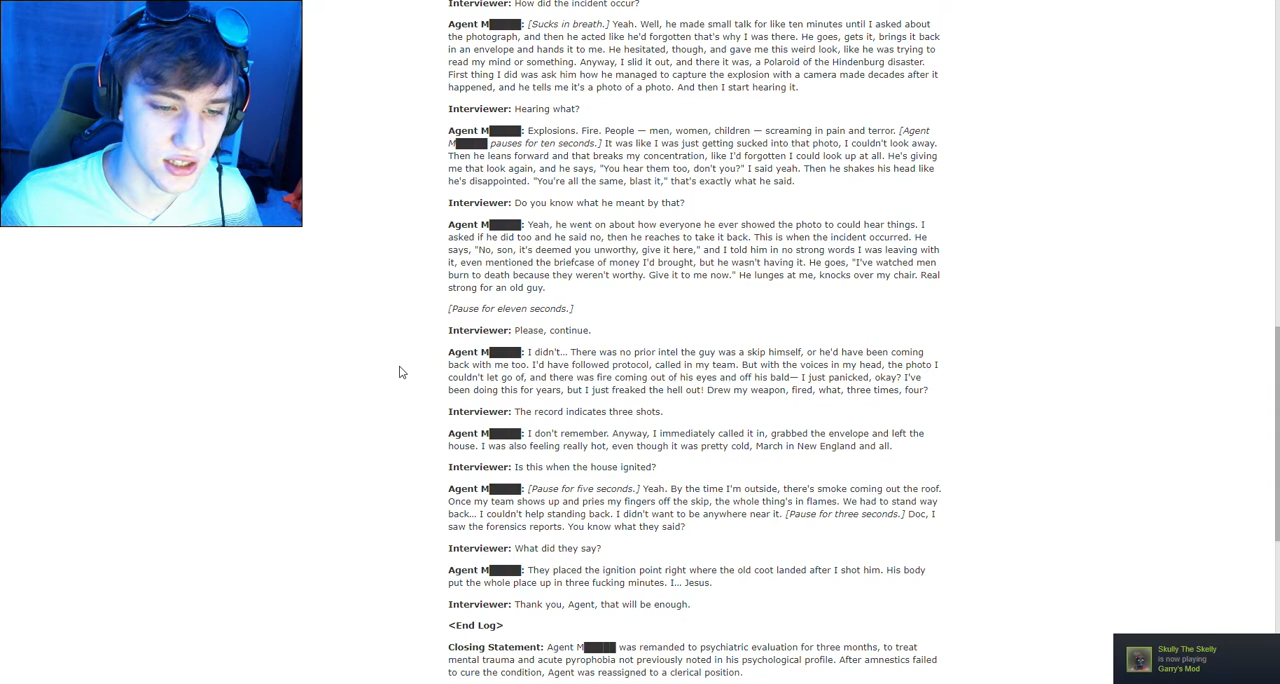 Interviewer: How did the incident occur?
Agent M█████: [Sucks in breath.] Yeah. Well, he made small talk for like ten minutes until I asked about
the photograph, and then he acted like he'd forgotten that's why I was there. He goes, gets it, brings it back
in an envelope and hands it to me. He hesitated, though, and gave me this weird look, like he was trying to
read my mind or something. Anyway, I slid it out, and there it was, a Polaroid of the Hindenburg disaster.
First thing I did was ask him how he managed to capture the explosion with a camera made decades after it
happened, and he tells me it's a photo of a photo. And then I start hearing it.
Interviewer: Hearing what?
Agent M█████: Explosions. Fire. People — men, women, children — screaming in pain and terror. [Agent
M█████ pauses for ten seconds.] It was like I was just getting sucked into that photo, I couldn't look away.
Then he leans forward and that breaks my concentration, like I'd forgotten I could look up at all. He's giving
me that look again, and he says, "You hear them too, don't you?" I said yeah. Then he shakes his head like
he's disappointed. "You're all the same, blast it," that's exactly what he said.
Interviewer: Do you know what he meant by that?
Agent M█████: Yeah, he went on about how everyone he ever showed the photo to could hear things. I
asked if he did too and he said no, then he reaches to take it back. This is when the incident occurred. He
says, "No, son, it's deemed you unworthy, give it here," and I told him in no strong words I was leaving with
it, even mentioned the briefcase of money I'd brought, but he wasn't having it. He goes, "I've watched men
burn to death because they weren't worthy. Give it to me now." He lunges at me, knocks over my chair. Real
strong for an old guy.
[Pause for eleven seconds.]
Interviewer: Please, continue.
Agent M█████: I didn't… There was no prior intel the guy was a skip himself, or he'd have been coming
back with me too. I'd have followed protocol, called in my team. But with the voices in my head, the photo I
couldn't let go of, and there was fire coming out of his eyes and off his bald— I just panicked, okay? I've
been doing this for years, but I just freaked the hell out! Drew my weapon, fired, what, three times, four?
Interviewer: The record indicates three shots.
Agent M█████: I don't remember. Anyway, I immediately called it in, grabbed the envelope and left the
house. I was also feeling really hot, even though it was pretty cold, March in New England and all.
Interviewer: Is this when the house ignited?
Agent M█████: [Pause for five seconds.] Yeah. By the time I'm outside, there's smoke coming out the roof.
Once my team shows up and pries my fingers off the skip, the whole thing's in flames. We had to stand way
back… I couldn't help standing back. I didn't want to be anywhere near it. [Pause for three seconds.] Doc, I
saw the forensics reports. You know what they said?
Interviewer: What did they say?
Agent M█████: They placed the ignition point right where the old coot landed after I shot him. His body
put the whole place up in three fucking minutes. I… Jesus.
Interviewer: Thank you, Agent, that will be enough.
<End Log>
Closing Statement: Agent M█████ was remanded to psychiatric evaluation for three months, to treat
mental trauma and acute pyrophobia not previously noted in his psychological profile. After amnestics failed
to cure the condition, Agent was reassigned to a clerical position.
Skully The Skelly
is now playing
Garry's Mod